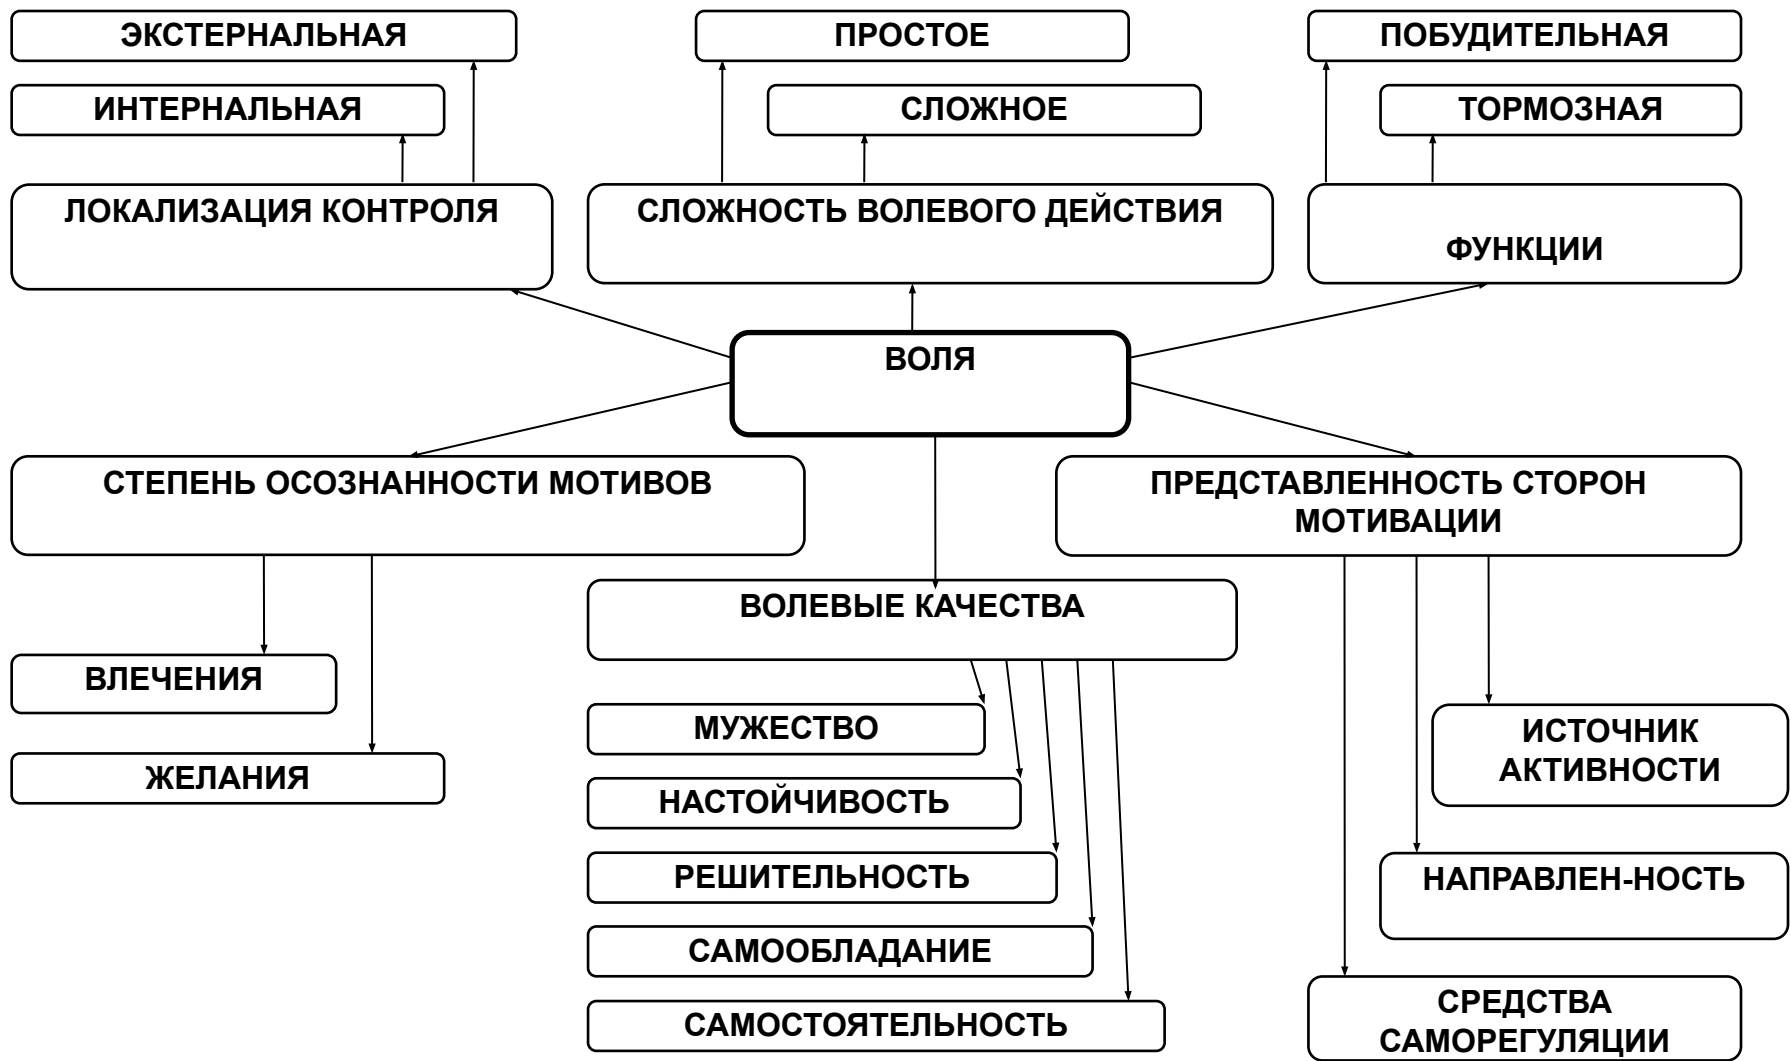 ЭКСТЕРНАЛЬНАЯ
ПРОСТОЕ
ПОБУДИТЕЛЬНАЯ
ИНТЕРНАЛЬНАЯ
СЛОЖНОЕ
ТОРМОЗНАЯ
ЛОКАЛИЗАЦИЯ КОНТРОЛЯ
СЛОЖНОСТЬ ВОЛЕВОГО ДЕЙСТВИЯ
ФУНКЦИИ
ВОЛЯ
СТЕПЕНЬ ОСОЗНАННОСТИ МОТИВОВ
ПРЕДСТАВЛЕННОСТЬ СТОРОН
МОТИВАЦИИ
ВОЛЕВЫЕ КАЧЕСТВА
ВЛЕЧЕНИЯ
ЖЕЛАНИЯ
МУЖЕСТВО
НАСТОЙЧИВОСТЬ
РЕШИТЕЛЬНОСТЬ
САМООБЛАДАНИЕ
САМОСТОЯТЕЛЬНОСТЬ
ИСТОЧНИК
АКТИВНОСТИ
НАПРАВЛЕН-НОСТЬ
СРЕДСТВА
САМОРЕГУЛЯЦИИ